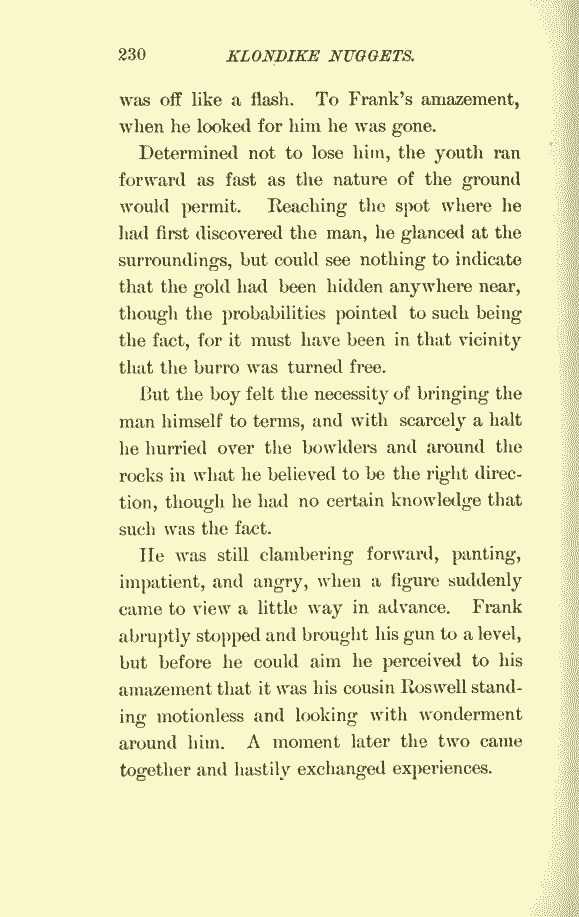 230 KLONDIKE NUGGETS.
was off like a flash. To Frank's amazement,
when he looked for him he was gone.
Determined not to lose him, the youth ran
forward as fast as the nature of the ground
would permit. Reaching the spot where he
had first discovered the man, he glanced at the
surroundings, but could see nothing to indicate
that the gold had been hidden anywhere near,
though the probabilities pointed to such being
the fact, for it must have been in that vicinity
that the burro was turned free.
But the boy felt the necessity of bringing the
man himself to terms, and with scarcely a halt
he hurried over the bowlders and around the
rocks in what he believed to be the right direc-
tion, though he had no certain knowledge that
such was the fact.
He was still clambering forward, panting,
impatient, and angry, when a figure suddenly
came to view a little way in advance. Frank
abruptly stopped and brought his gun to a level,
but before he could aim he perceived to his
amazement that it was his cousin Roswell stand-
ing motionless and looking with wonderment
around him. A moment later the two came
together and hastily exchanged experiences.